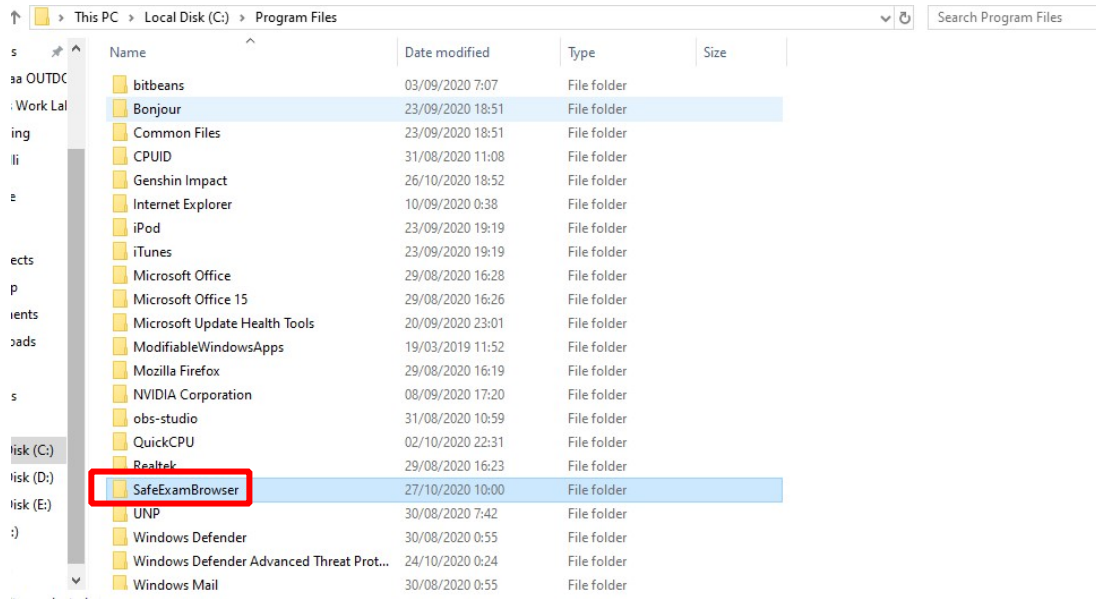 This PC > Local Disk (C:) > Program Files
Search Program Files
Name Date modified Type Size
s
aa OUTDO
s Work Lal
ing
lli
e
ects
p
ments
oads
s
Disk (C:)
Disk (D:)
Disk (E:)
:)
bitbeans 03/09/2020 7:07 File folder
Bonjour 23/09/2020 18:51 File folder
Common Files 23/09/2020 18:51 File folder
CPUID 31/08/2020 11:08 File folder
Genshin Impact 26/10/2020 18:52 File folder
Internet Explorer 10/09/2020 0:38 File folder
iPod 23/09/2020 19:19 File folder
iTunes 23/09/2020 19:19 File folder
Microsoft Office 29/08/2020 16:28 File folder
Microsoft Office 15 29/08/2020 16:26 File folder
Microsoft Update Health Tools 20/09/2020 23:01 File folder
ModifiableWindowsApps 19/03/2019 11:52 File folder
Mozilla Firefox 29/08/2020 16:19 File folder
NVIDIA Corporation 08/09/2020 17:20 File folder
obs-studio 31/08/2020 10:59 File folder
QuickCPU 02/10/2020 22:31 File folder
Realtek 29/08/2020 16:23 File folder
SafeExamBrowser 27/10/2020 10:00 File folder
UNP 30/08/2020 7:42 File folder
Windows Defender 30/08/2020 0:55 File folder
Windows Defender Advanced Threat Prot... 24/10/2020 0:24 File folder
Windows Mail 30/08/2020 0:55 File folder